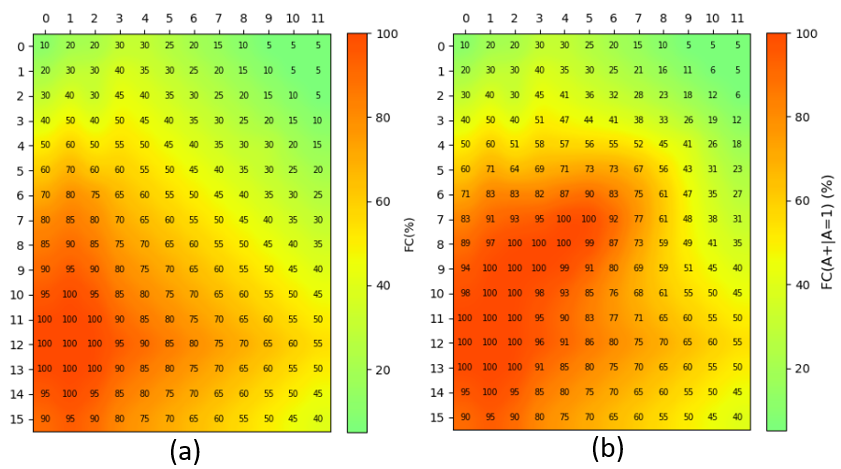 0 1 2 3 4 5 6 7 8 9 10 11
0 10 20 20 30 30 25 20 15 10 5 5 5
1 20 30 30 40 35 30 25 20 15 10 5 5
2 30 40 30 45 40 35 30 25 20 15 10 5
3 40 50 40 50 45 40 35 30 25 20 15 10
4 50 60 50 55 50 45 40 35 30 30 20 15
5 60 70 60 60 55 50 45 40 35 30 25 20
6 70 80 75 65 60 55 50 45 40 35 30 25
7 80 85 80 70 65 60 55 50 45 40 35 30
8 85 90 85 75 70 65 60 55 50 45 40 35
9 90 95 90 80 75 70 65 60 55 50 45 40
10 95 100 95 85 80 75 70 65 60 55 50 45
11 100 100 100 90 85 80 75 70 65 60 55 50
12 100 100 100 95 90 85 80 75 70 65 60 55
13 100 100 100 90 85 80 75 70 65 60 55 50
14 95 100 95 85 80 75 70 65 60 55 50 45
15 90 95 90 80 75 70 65 60 55 50 45 40
100
80
60
40
20
FC(%)
(a)
0 1 2 3 4 5 6 7 8 9 10 11
0 10 20 20 30 30 25 20 15 10 5 5 5
1 20 30 30 40 35 30 25 21 16 11 6 5
2 30 40 30 45 41 36 32 28 23 18 12 6
3 40 50 40 51 47 44 41 38 33 26 19 12
4 50 60 51 58 57 56 55 52 45 41 26 18
5 60 71 64 69 71 73 73 67 56 43 31 23
6 71 83 83 82 87 90 83 75 61 47 35 27
7 83 91 93 95 100 100 92 77 61 48 38 31
8 89 97 100 100 100 99 87 73 59 49 41 35
9 94 100 100 100 99 91 80 69 59 51 45 40
10 98 100 100 98 93 85 76 68 61 55 50 45
11 100 100 100 95 90 83 77 71 65 60 55 50
12 100 100 100 96 91 86 80 75 70 65 60 55
13 100 100 100 91 85 80 75 70 65 60 55 50
14 95 100 95 85 80 75 70 65 60 55 50 45
15 90 95 90 80 75 70 65 60 55 50 45 40
100
80
60
40
20
FC(A+|A=1) (%)
(b)